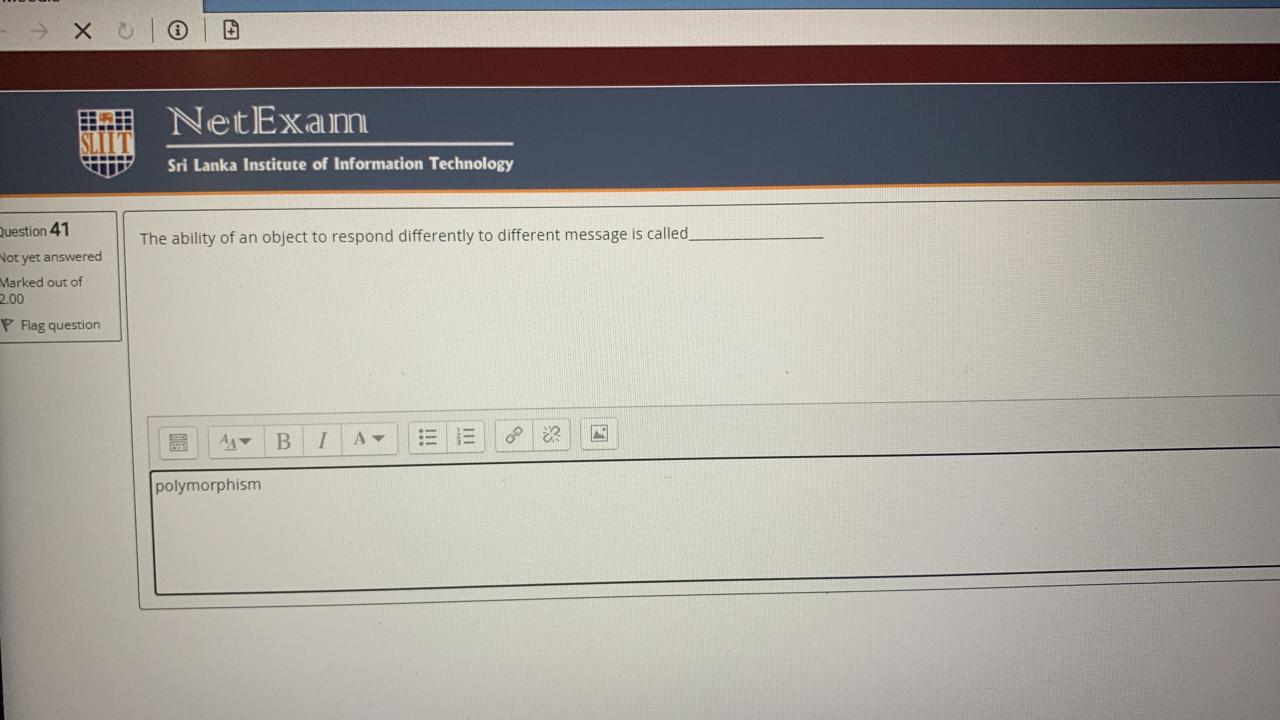 NetExam
SLIIT
Sri Lanka Institute of Information Technology
Question 41
Not yet answered
Marked out of
2.00
Flag question
The ability of an object to respond differently to different message is called_______________
B I A
polymorphism